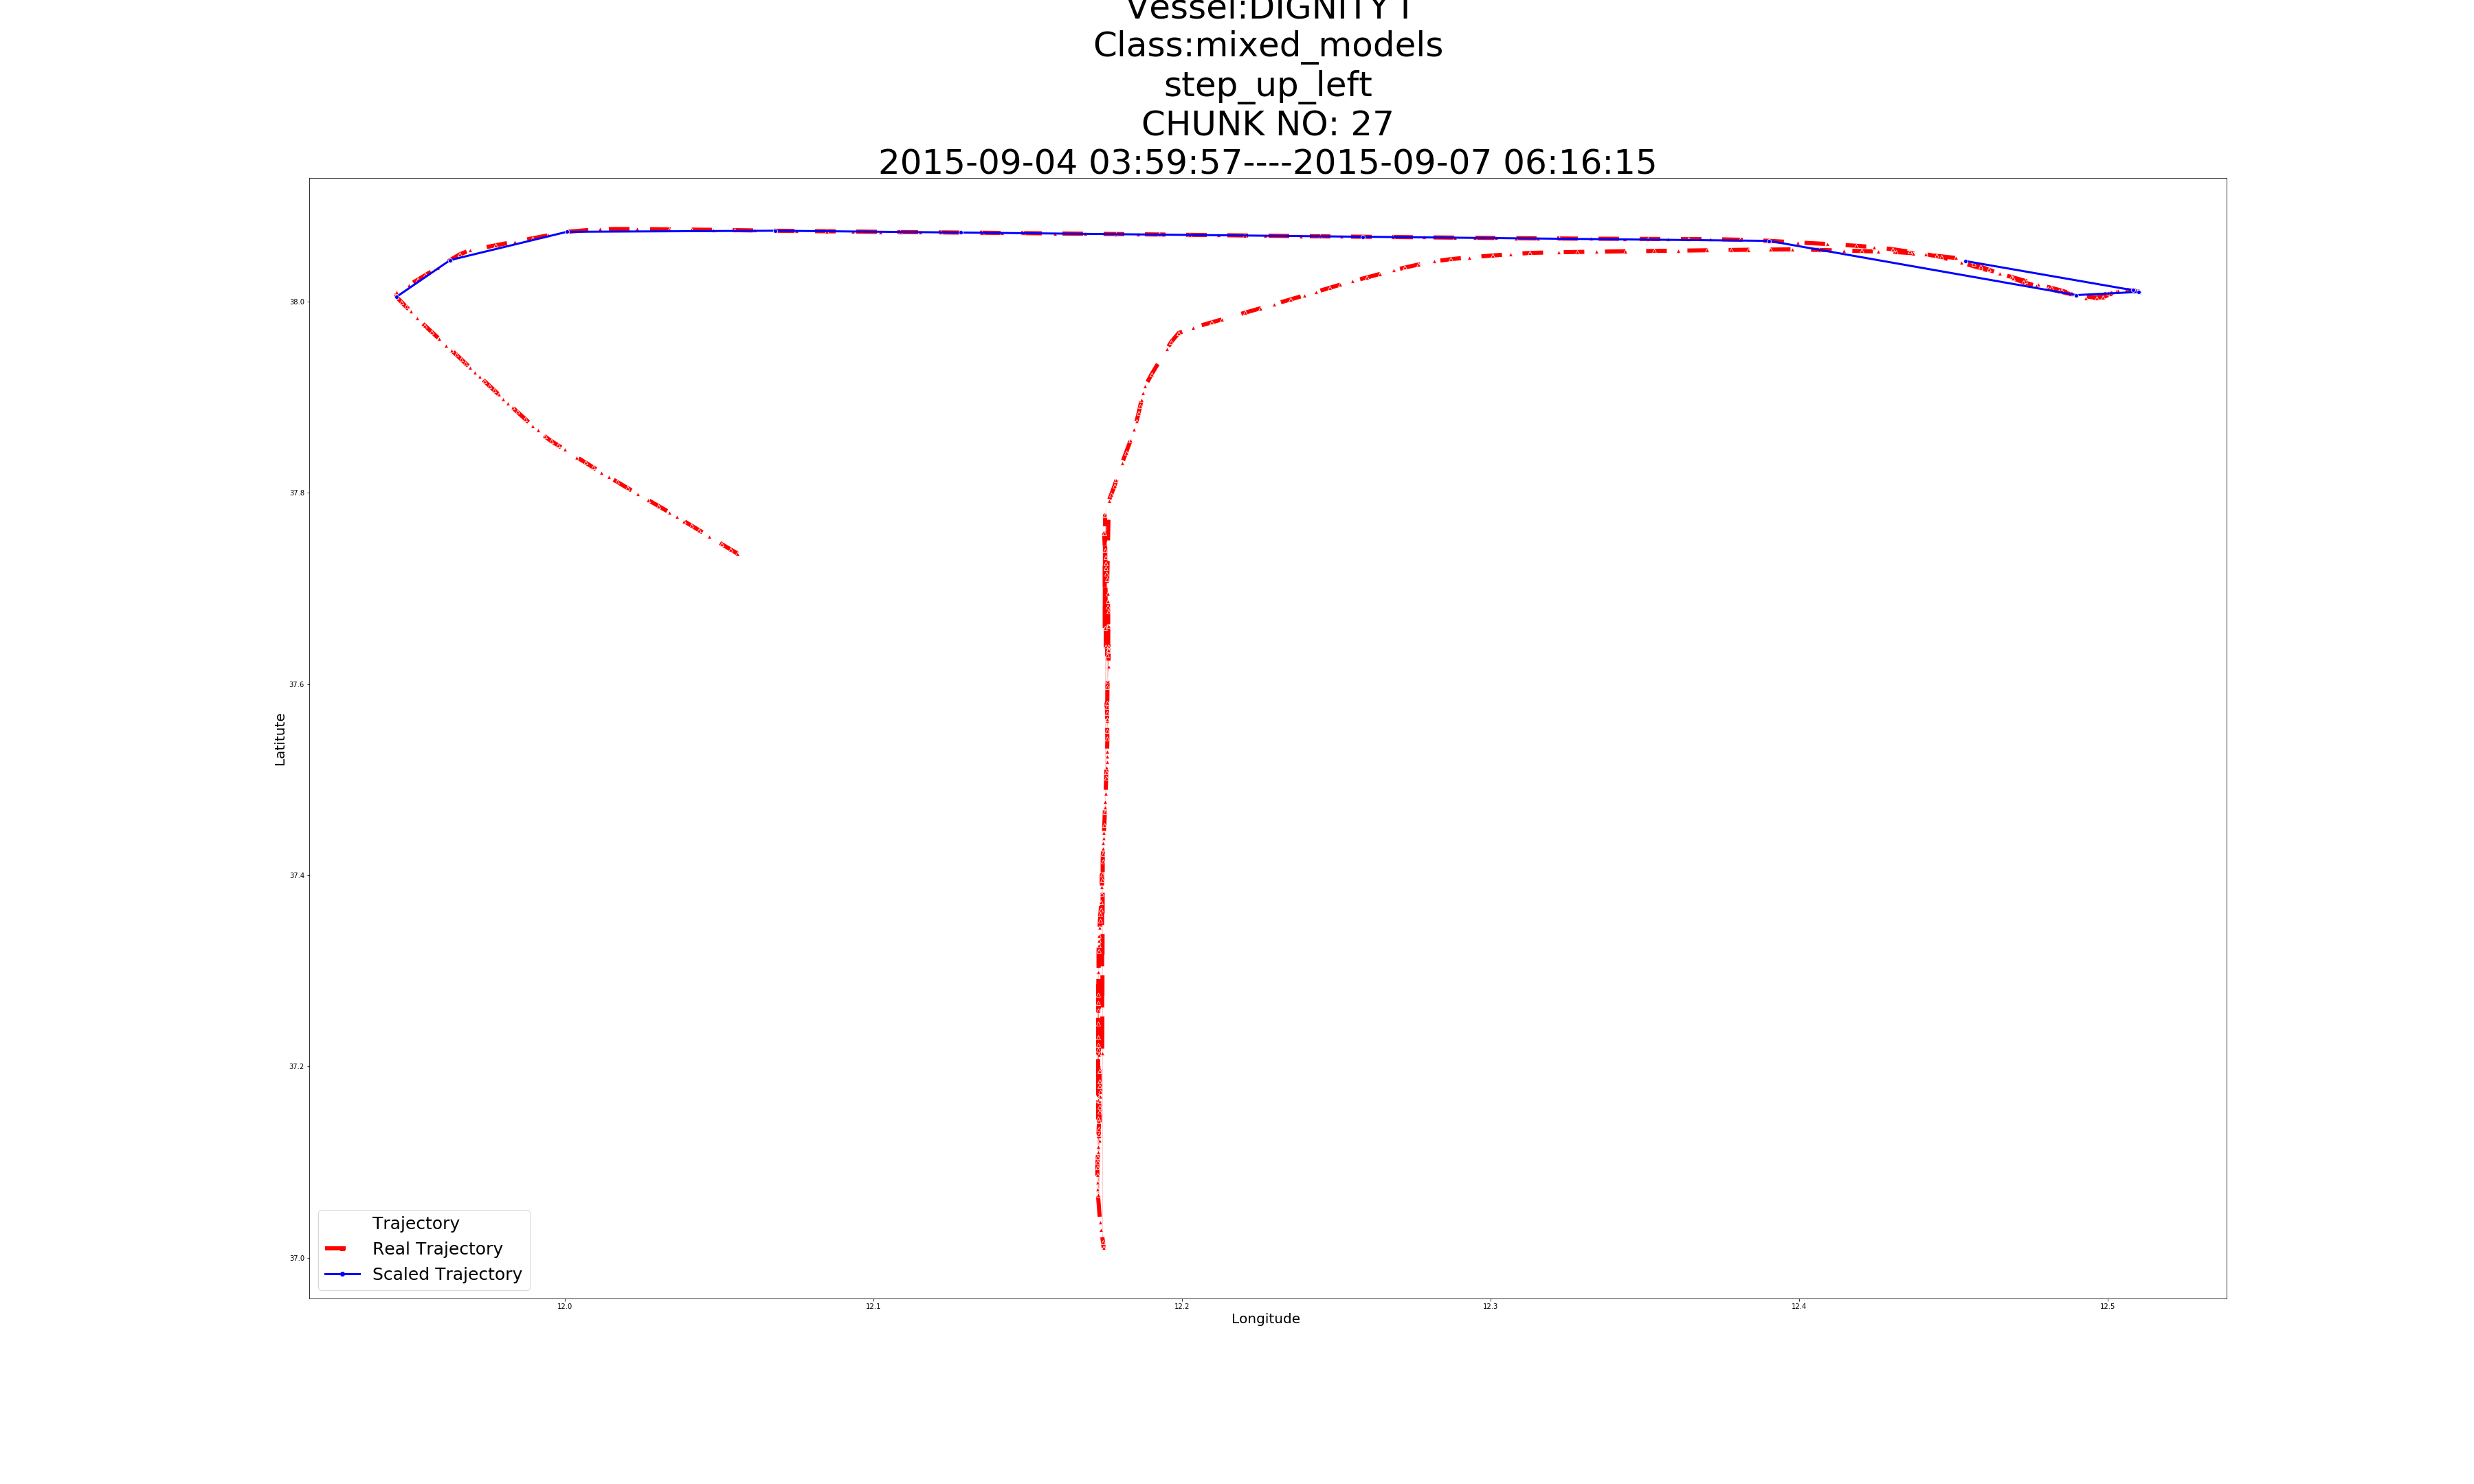 Vessel:DIGNITY I
Class:mixed_models
step_up_left
CHUNK NO: 27
2015-09-04 03:59:57----2015-09-07 06:16:15
38.0
37.8
37.6
37.4
37.2
37.0
Latitute
Trajectory
Real Trajectory
Scaled Trajectory
12.0
12.1
12.2
12.3
12.4
12.5
Longitude